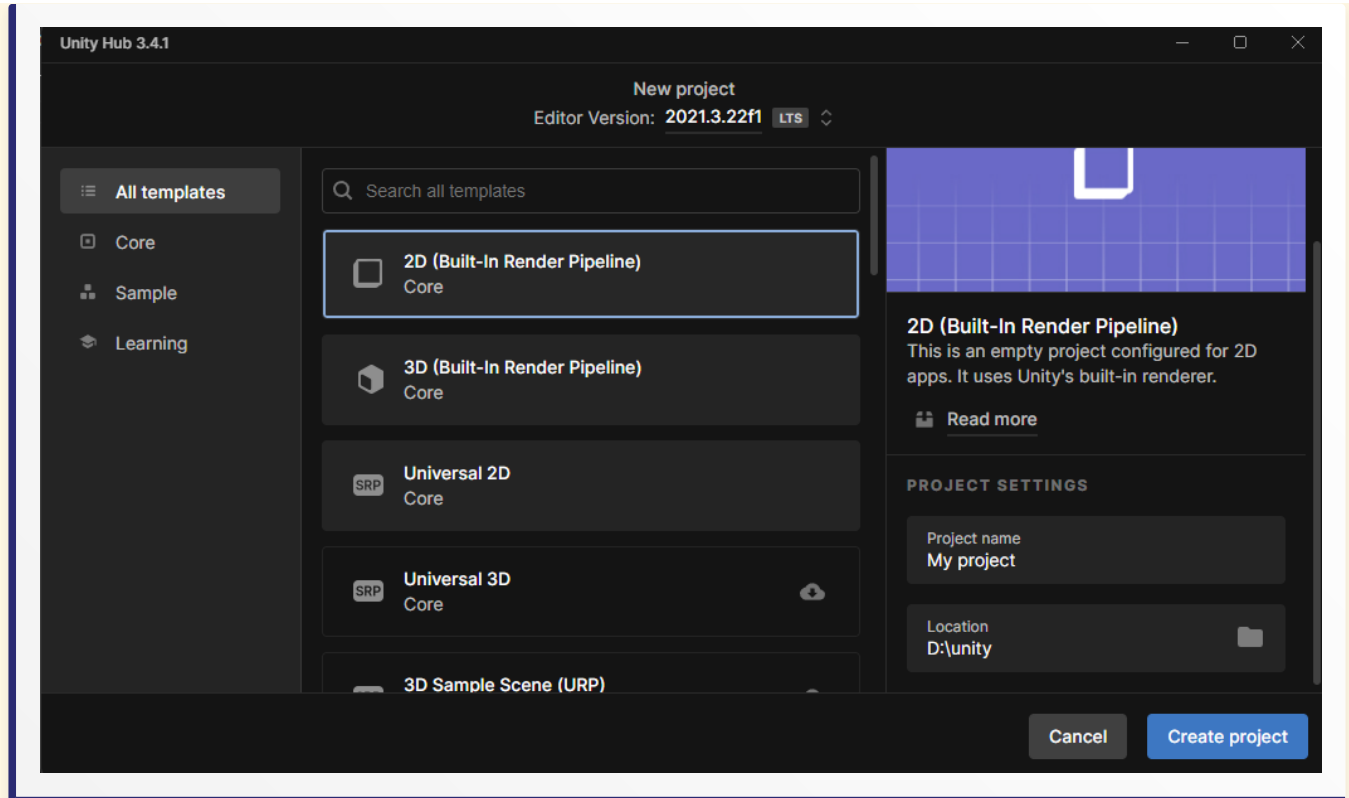 Unity Hub 3.4.1
New project
Editor Version: 2021.3.22f1 LTS
All templates
Core
Sample
Learning
Search all templates
2D (Built-In Render Pipeline)
Core
3D (Built-In Render Pipeline)
Core
SRP
Universal 2D
Core
SRP
Universal 3D
Core
3D Sample Scene (URP)
2D (Built-In Render Pipeline)
This is an empty project configured for 2D
apps. It uses Unity's built-in renderer.
Read more
PROJECT SETTINGS
Project name
My project
Location
D:\unity
Cancel
Create project